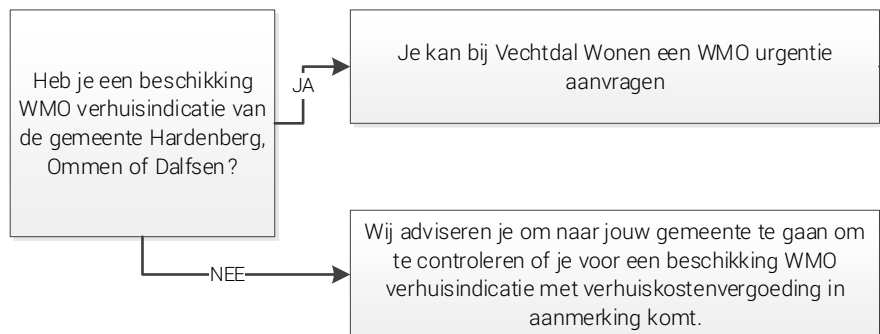 Heb je een beschikking
WMO verhuisindicatie van
de gemeente Hardenberg,
Ommen of Dalfsen?
JA
Je kan bij Vechtdal Wonen een WMO urgentie
aanvragen
NEE
Wij adviseren je om naar jouw gemeente te gaan om
te controleren of je voor een beschikking WMO
verhuisindicatie met verhuiskostenvergoeding in
aanmerking komt.